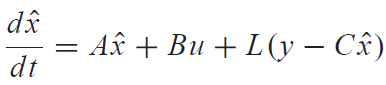 dx̂/dt = Ax̂ + Bu + L(y − Cx̂)